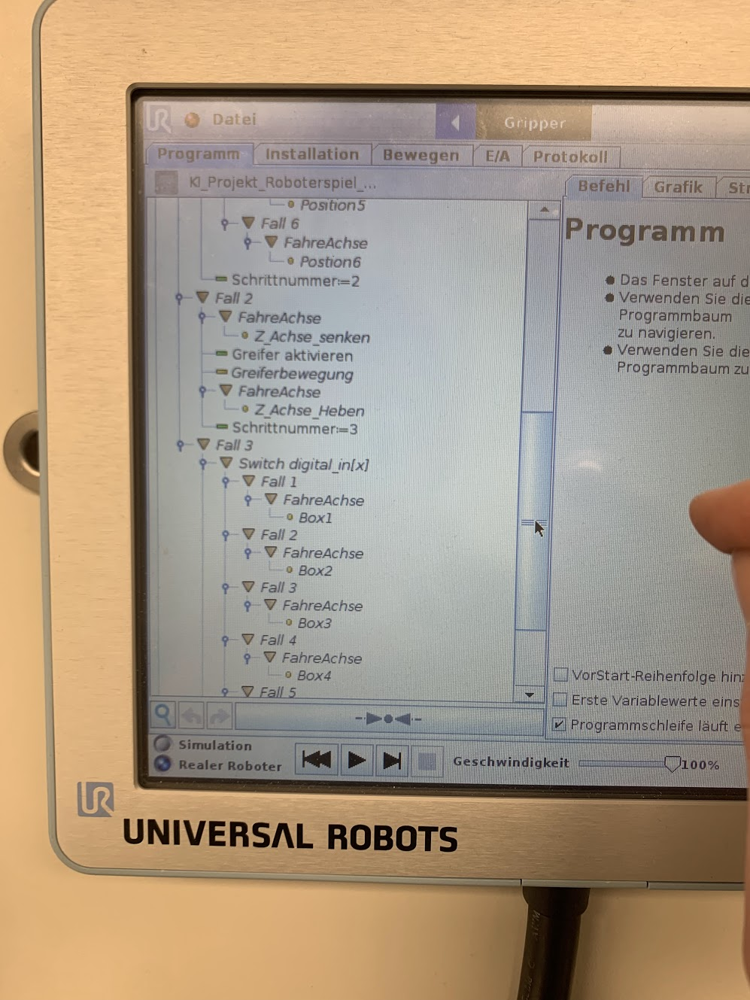 UR Datei Gripper
Programm Installation Bewegen E/A Protokoll
KI_Projekt_Roboterspiel_...
Befehl Grafik Str
Position5
Fall 6
FahreAchse
Postion6
Schrittnummer:=2
Fall 2
FahreAchse
Z_Achse_senken
Greifer aktivieren
Greiferbewegung
FahreAchse
Z_Achse_Heben
Schrittnummer:=3
Fall 3
Switch digital_in[x]
Fall 1
FahreAchse
Box1
Fall 2
FahreAchse
Box2
Fall 3
FahreAchse
Box3
Fall 4
FahreAchse
Box4
Fall 5
Programm
Das Fenster auf d
Verwenden Sie die
Programmbaum
zu navigieren.
Verwenden Sie die
Programmbaum zu
VorStart-Reihenfolge hin
Erste Variablewerte eins
Programmschleife läuft e
Simulation
Realer Roboter
Geschwindigkeit 100%
UR
UNIVERSAL ROBOTS